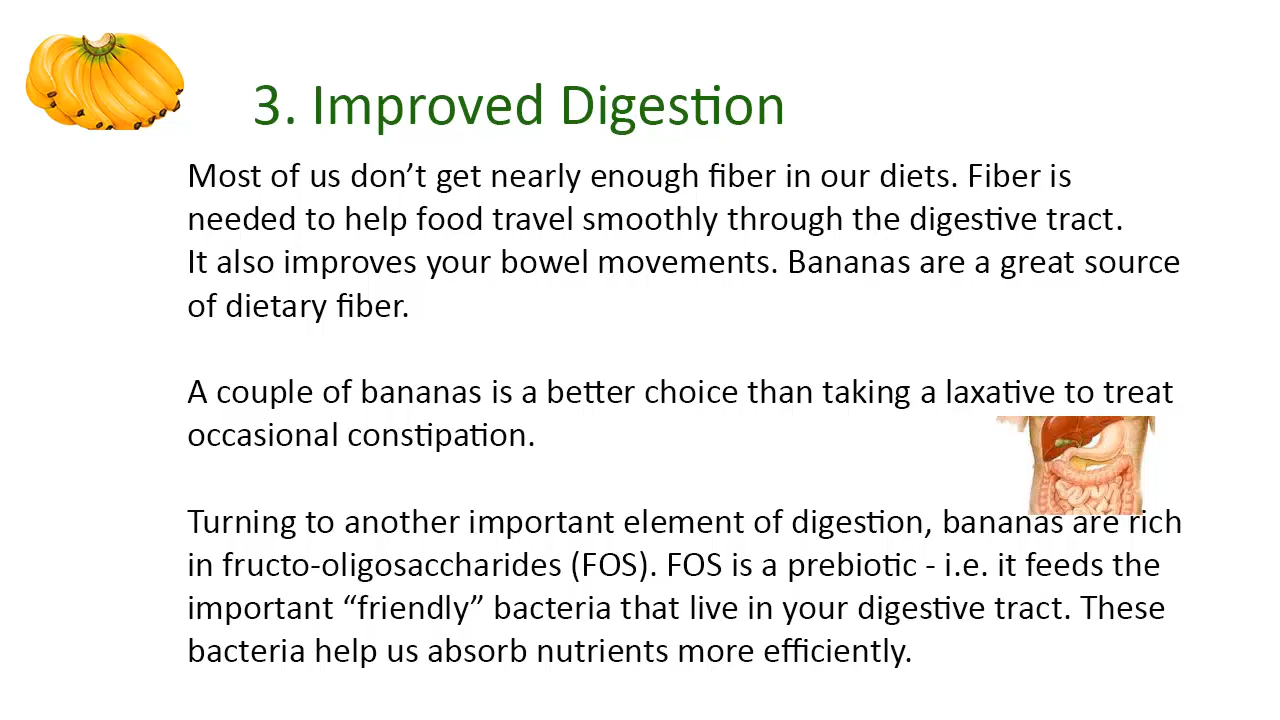 3. Improved Digestion
Most of us don’t get nearly enough fiber in our diets. Fiber is
needed to help food travel smoothly through the digestive tract.
It also improves your bowel movements. Bananas are a great source
of dietary fiber.
A couple of bananas is a better choice than taking a laxative to treat
occasional constipation.
Turning to another important element of digestion, bananas are rich
in fructo-oligosaccharides (FOS). FOS is a prebiotic - i.e. it feeds the
important “friendly” bacteria that live in your digestive tract. These
bacteria help us absorb nutrients more efficiently.